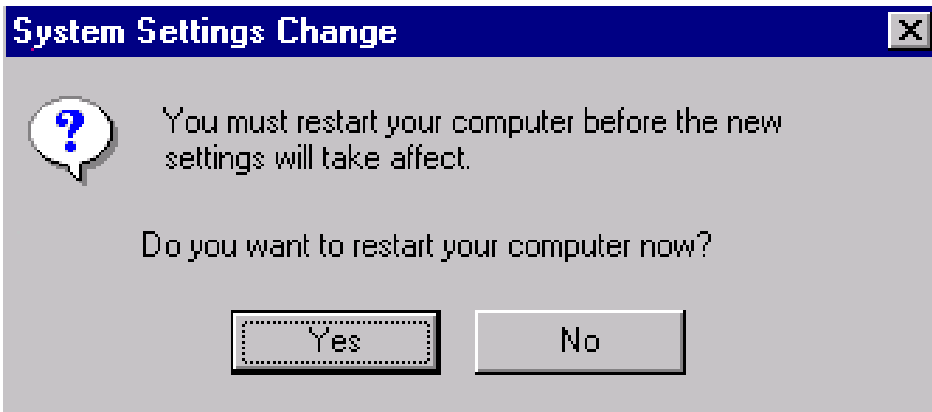 System Settings Change
You must restart your computer before the new
settings will take affect.
Do you want to restart your computer now?
Yes No